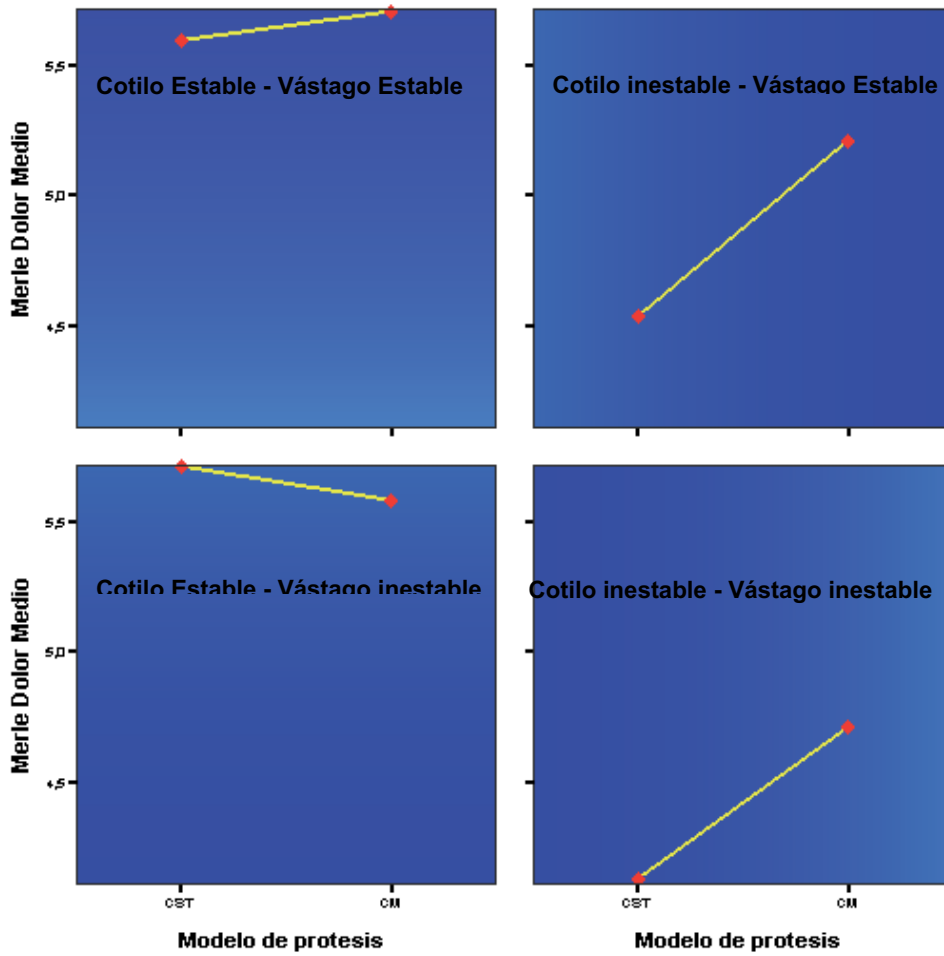 5,5
Cotilo Estable - Vástago Estable
Cotilo inestable - Vástago Estable
Merle Dolor Medio
5,0
4,5
5,5
Cotilo Estable - Vástago inestable
Cotilo inestable - Vástago inestable
Merle Dolor Medio
5,0
4,5
CST
CM
CST
CM
Modelo de protesis
Modelo de protesis